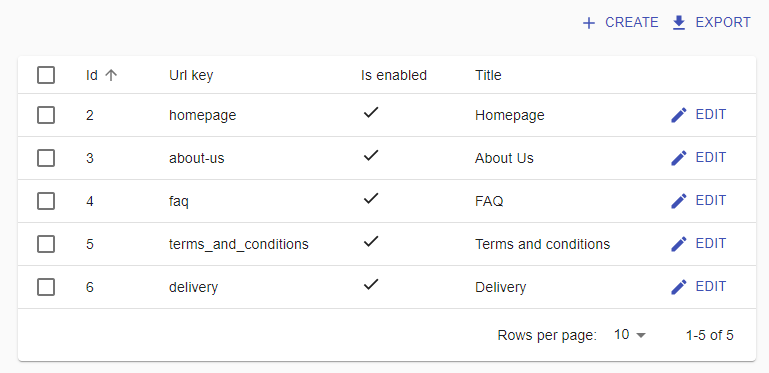 CREATE EXPORT
Id Url key Is enabled Title
2 homepage Homepage EDIT
3 about-us About Us EDIT
4 faq FAQ EDIT
5 terms_and_conditions Terms and conditions EDIT
6 delivery Delivery EDIT
Rows per page: 10 1-5 of 5